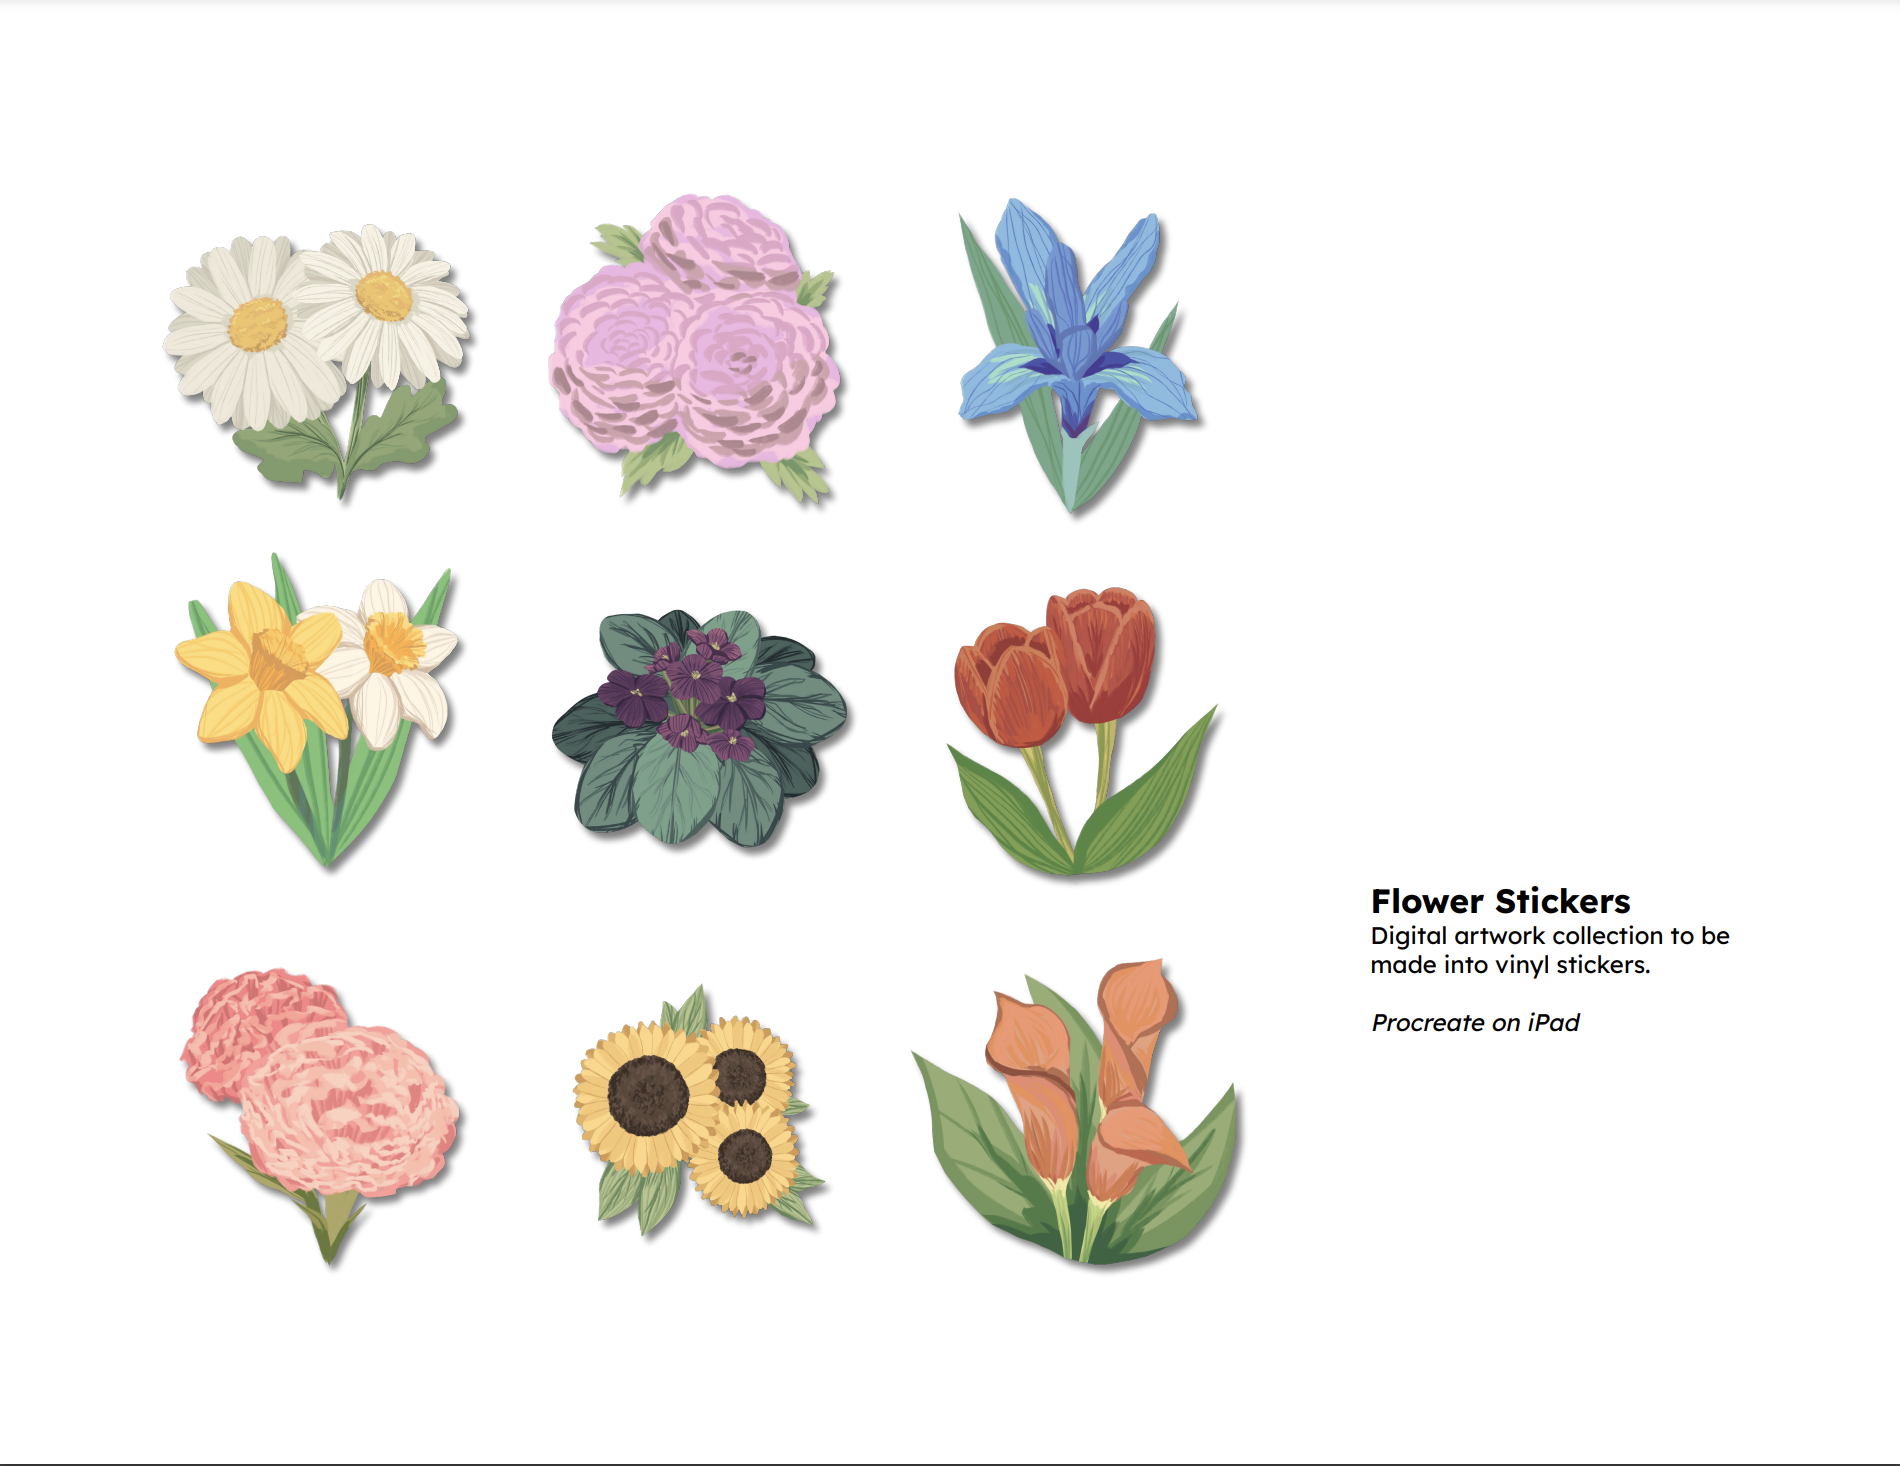 Flower Stickers
Digital artwork collection to be
made into vinyl stickers.
Procreate on iPad